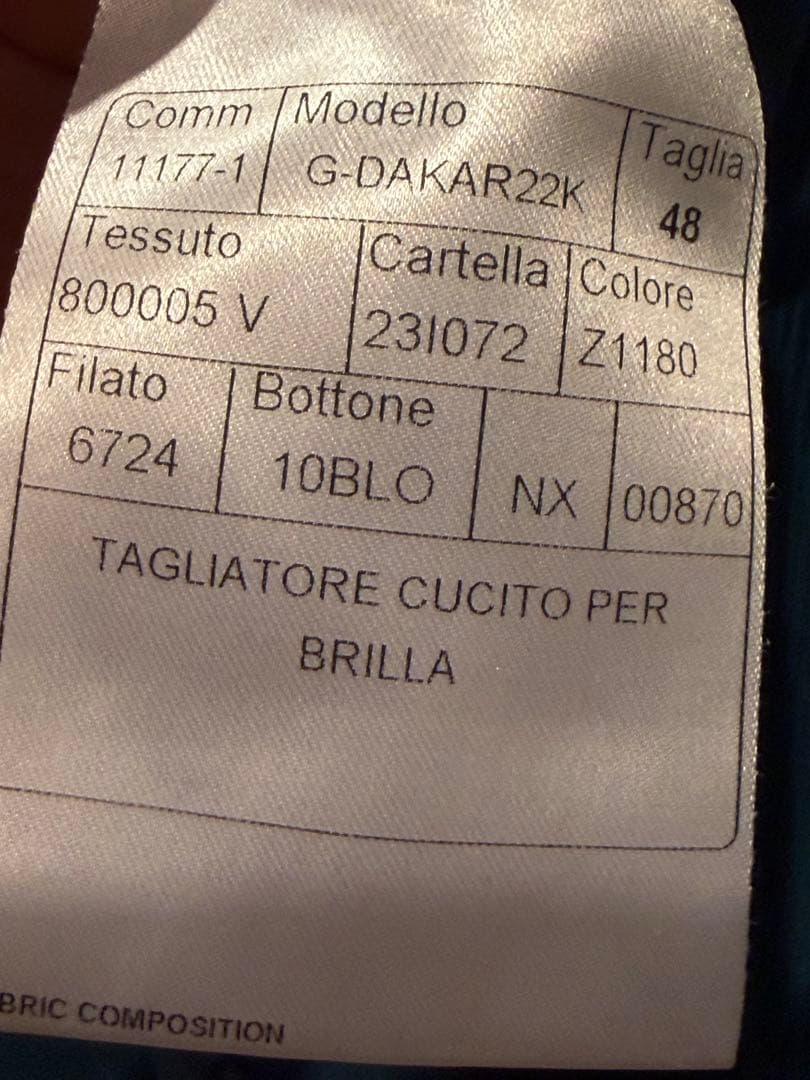 Comm Modello Taglia
11177-1 G-DAKAR22K 48
Tessuto Cartella Colore
800005 V 23I072 Z1180
Filato Bottone
6724 10BLO NX 00870
TAGLIATORE CUCITO PER
BRILLA
BRIC COMPOSITION